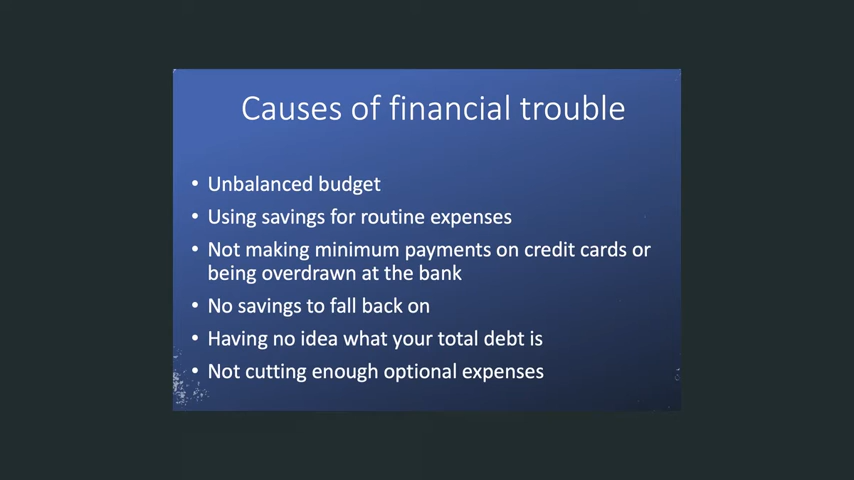 Causes of financial trouble
• Unbalanced budget
• Using savings for routine expenses
• Not making minimum payments on credit cards or
being overdrawn at the bank
• No savings to fall back on
• Having no idea what your total debt is
• Not cutting enough optional expenses